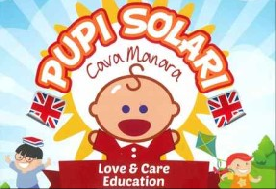 PUPI SOLARI
Cava Manara
Love & Care
Education